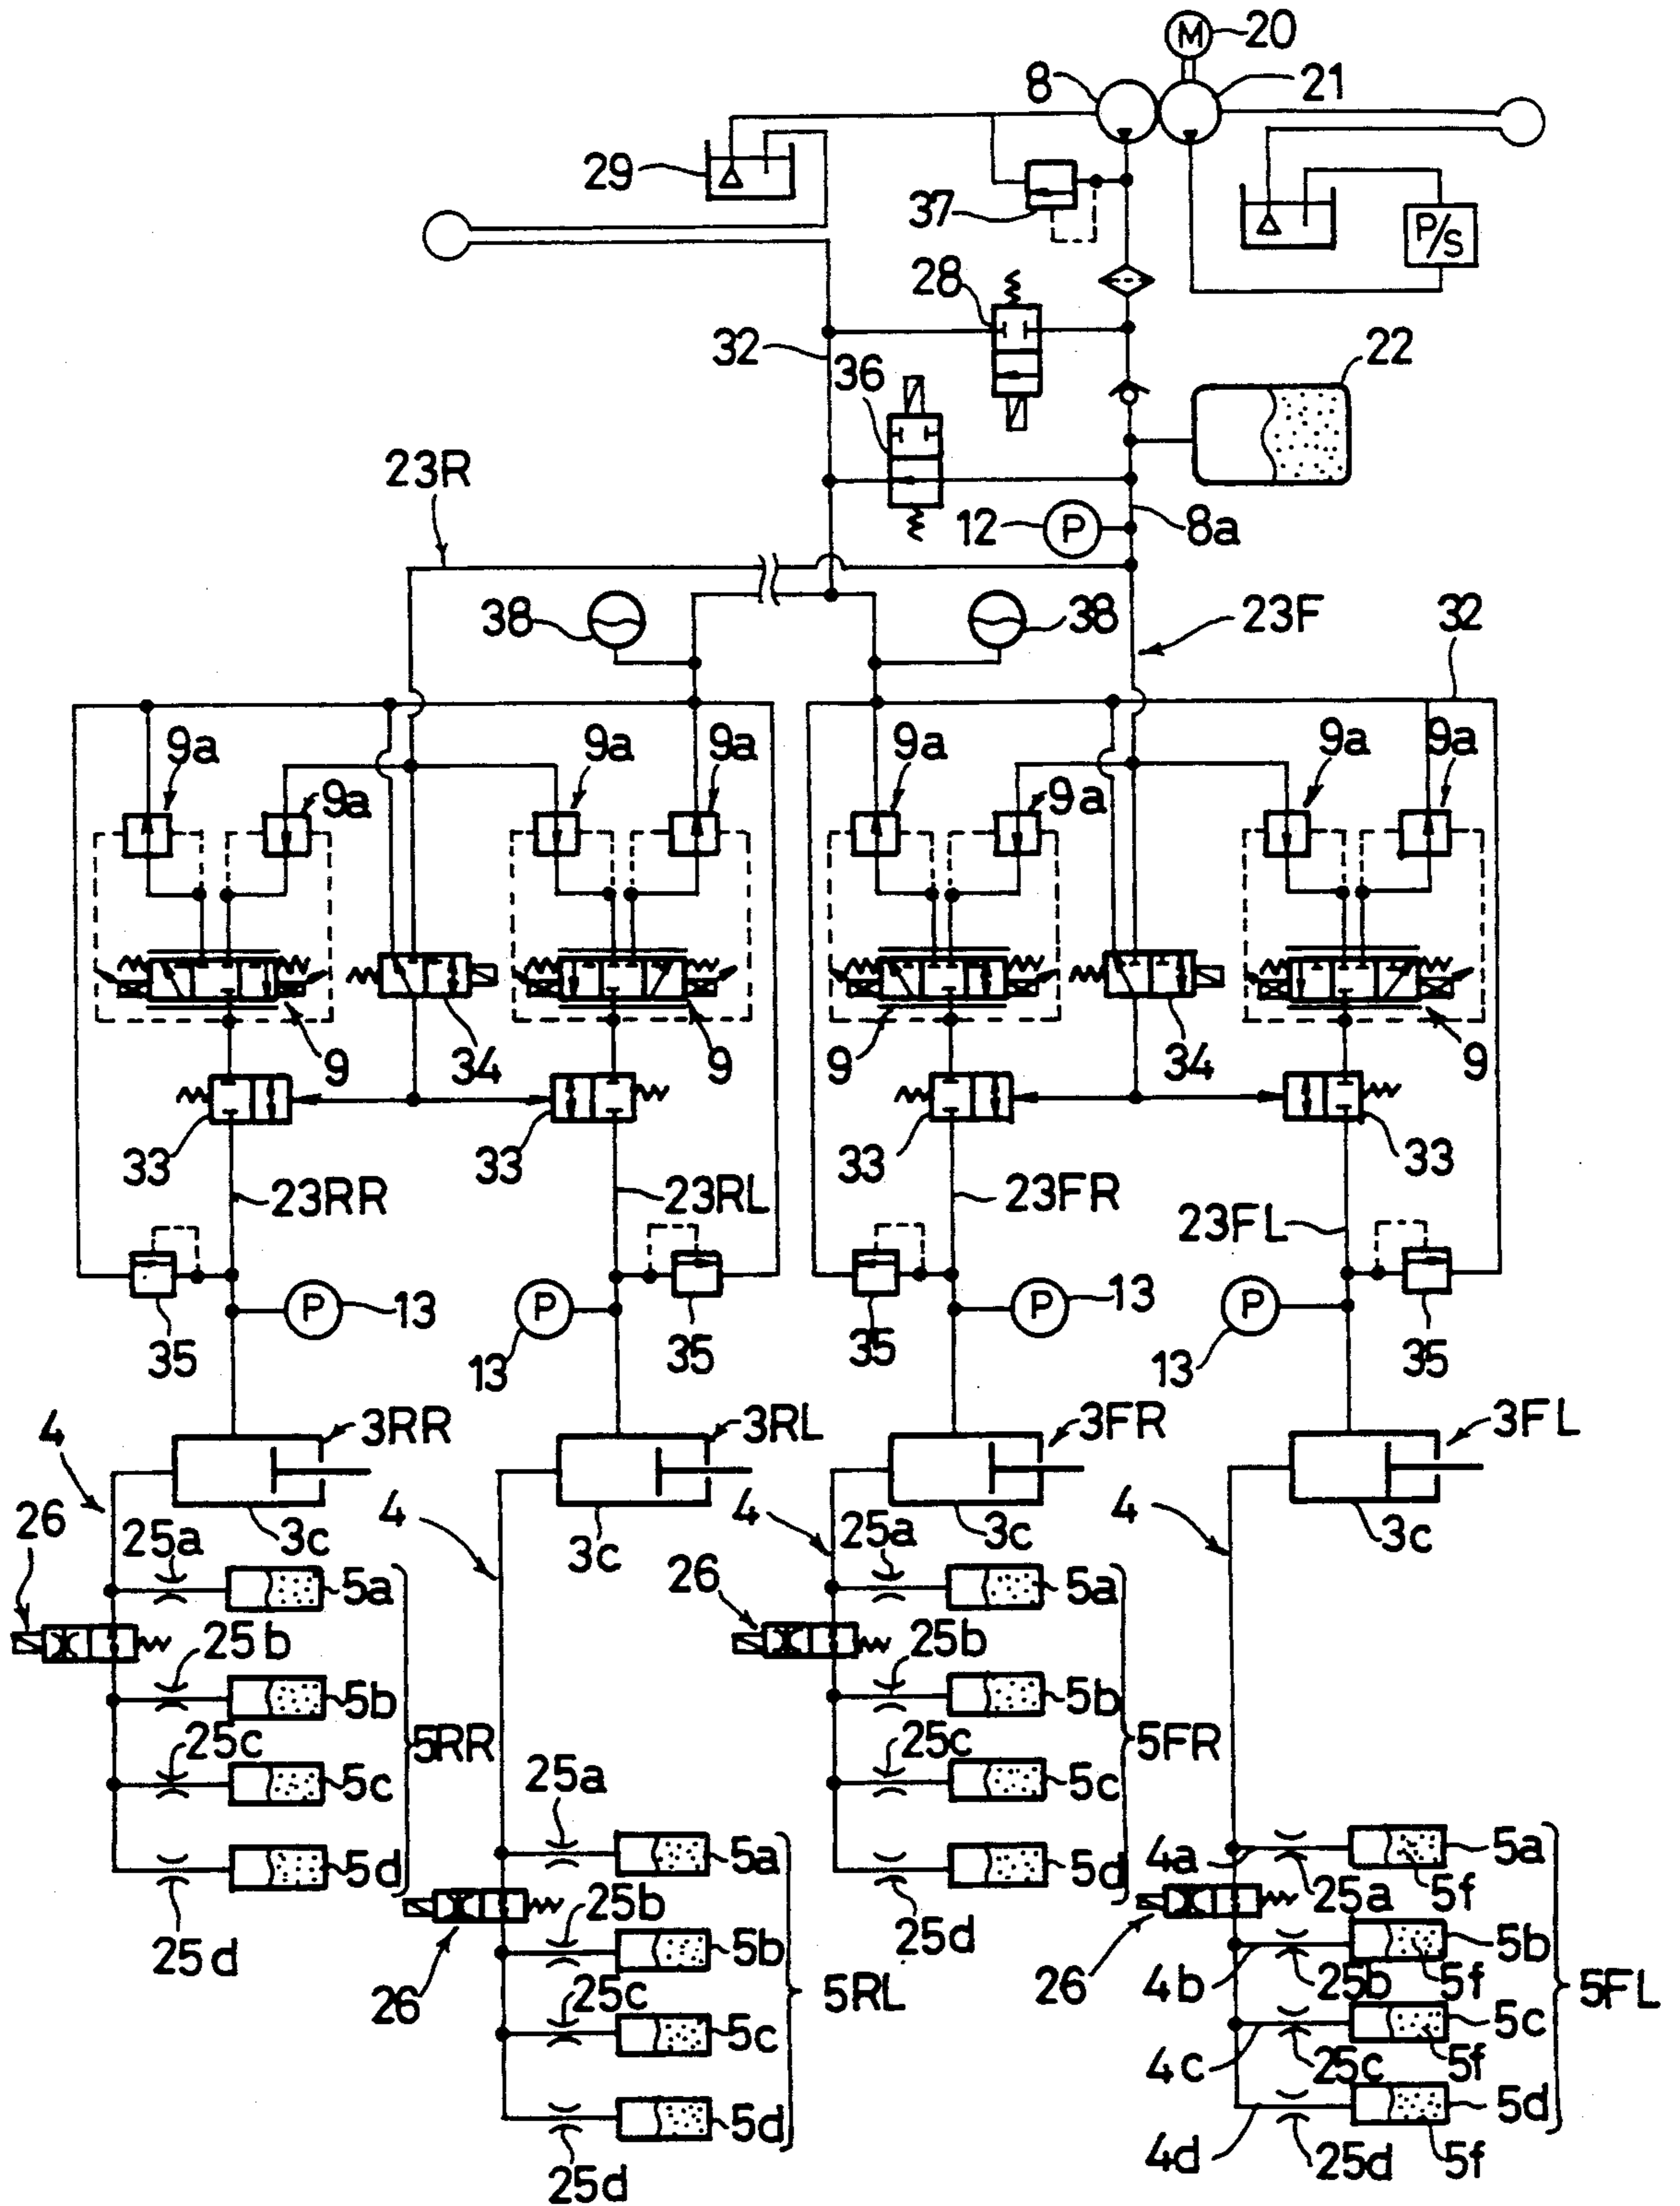 M 20
8 21
29
37
P/S
28
32 36
22
23R
12 P 8a
38 38 23F 32
9a 9a 9a 9a 9a 9a
9a 9a
9 34 9 9 34 9
33 33 33 33
23RR 23RL 23FR 23FL
P 13 P P 13 P
35 13 35 35 13 35
4 3RR 3RL 3FR 3FL
26 3c 4 3c 4 3c 4 3c
25a 5a 26 25a 5a
25b 5b 25b 5b
25c 5RR 25c 5FR
5c 25a 5c
5d 5a 5d 4a 5a
25d 25b 25d 25a 5f
26 5b 26 4b 25b 5f 5b
25c 5RL 5FL
5c 4c 25c 5f 5c
5d 5d
25d 4d 25d 5f